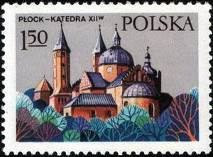 PŁOCK–KATEDRA XII W POLSKA
1.50